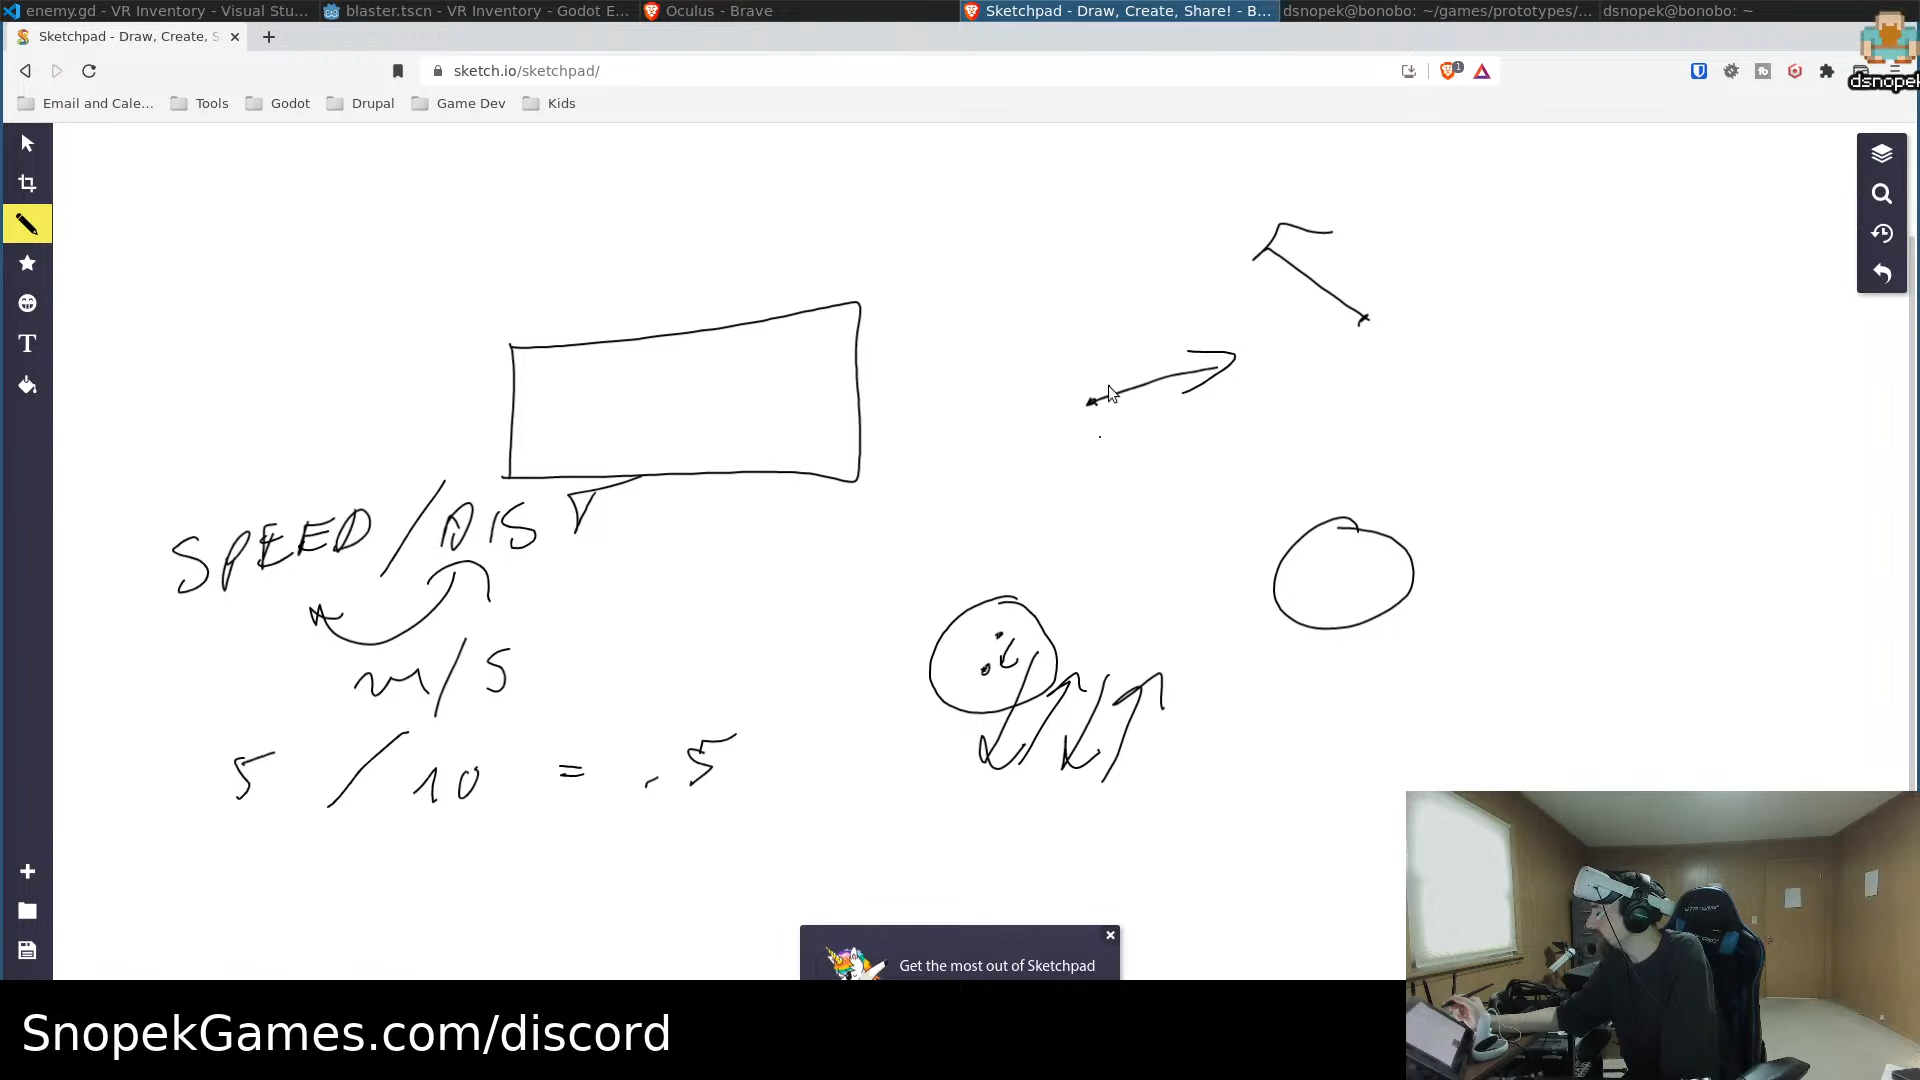 enemy.gd - VR Inventory - Visual Stu...
blaster.tscn - VR Inventory - Godot E...
Oculus - Brave
Sketchpad - Draw, Create, Share! - B...
dsnopek@bonobo: ~/games/prototypes/...
dsnopek@bonobo: ~
Sketchpad - Draw, Create, S
sketch.io/sketchpad/
1
dsnopek
Email and Cale...
Tools
Godot
Drupal
Game Dev
Kids
T
SPEED / DIST
m/s
5 / 10 = .5
Get the most out of Sketchpad
SnopekGames.com/discord